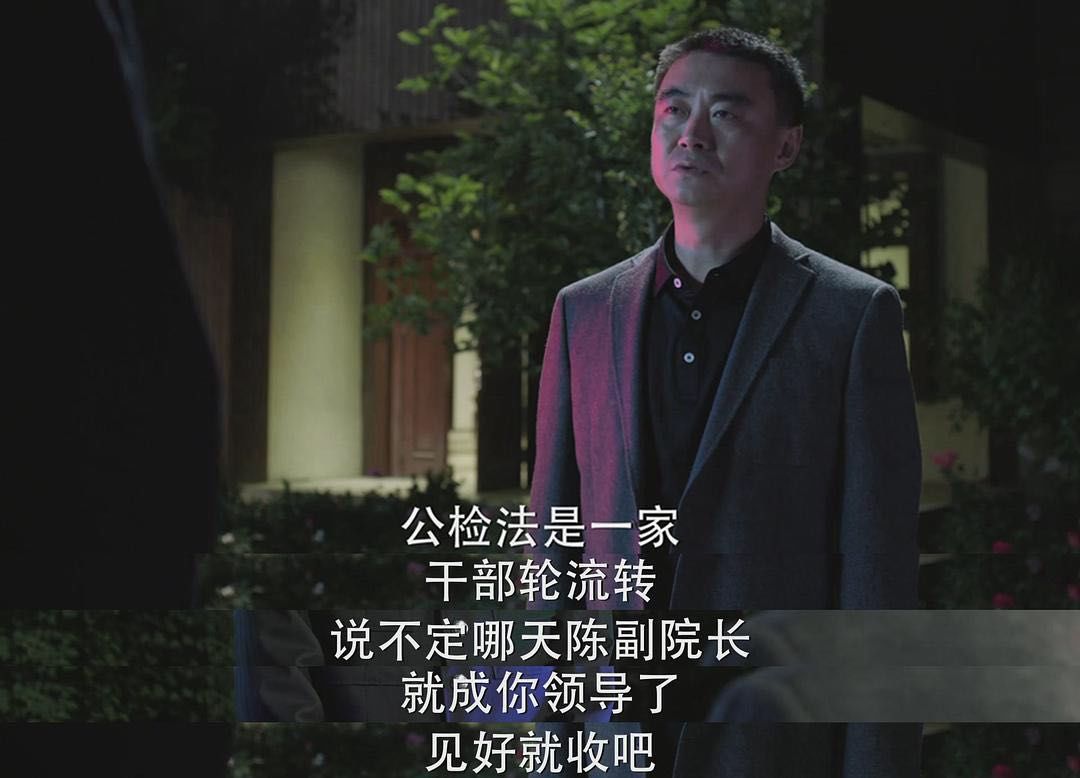 公检法是一家
干部轮流转
说不定哪天陈副院长
就成你领导了
见好就收吧